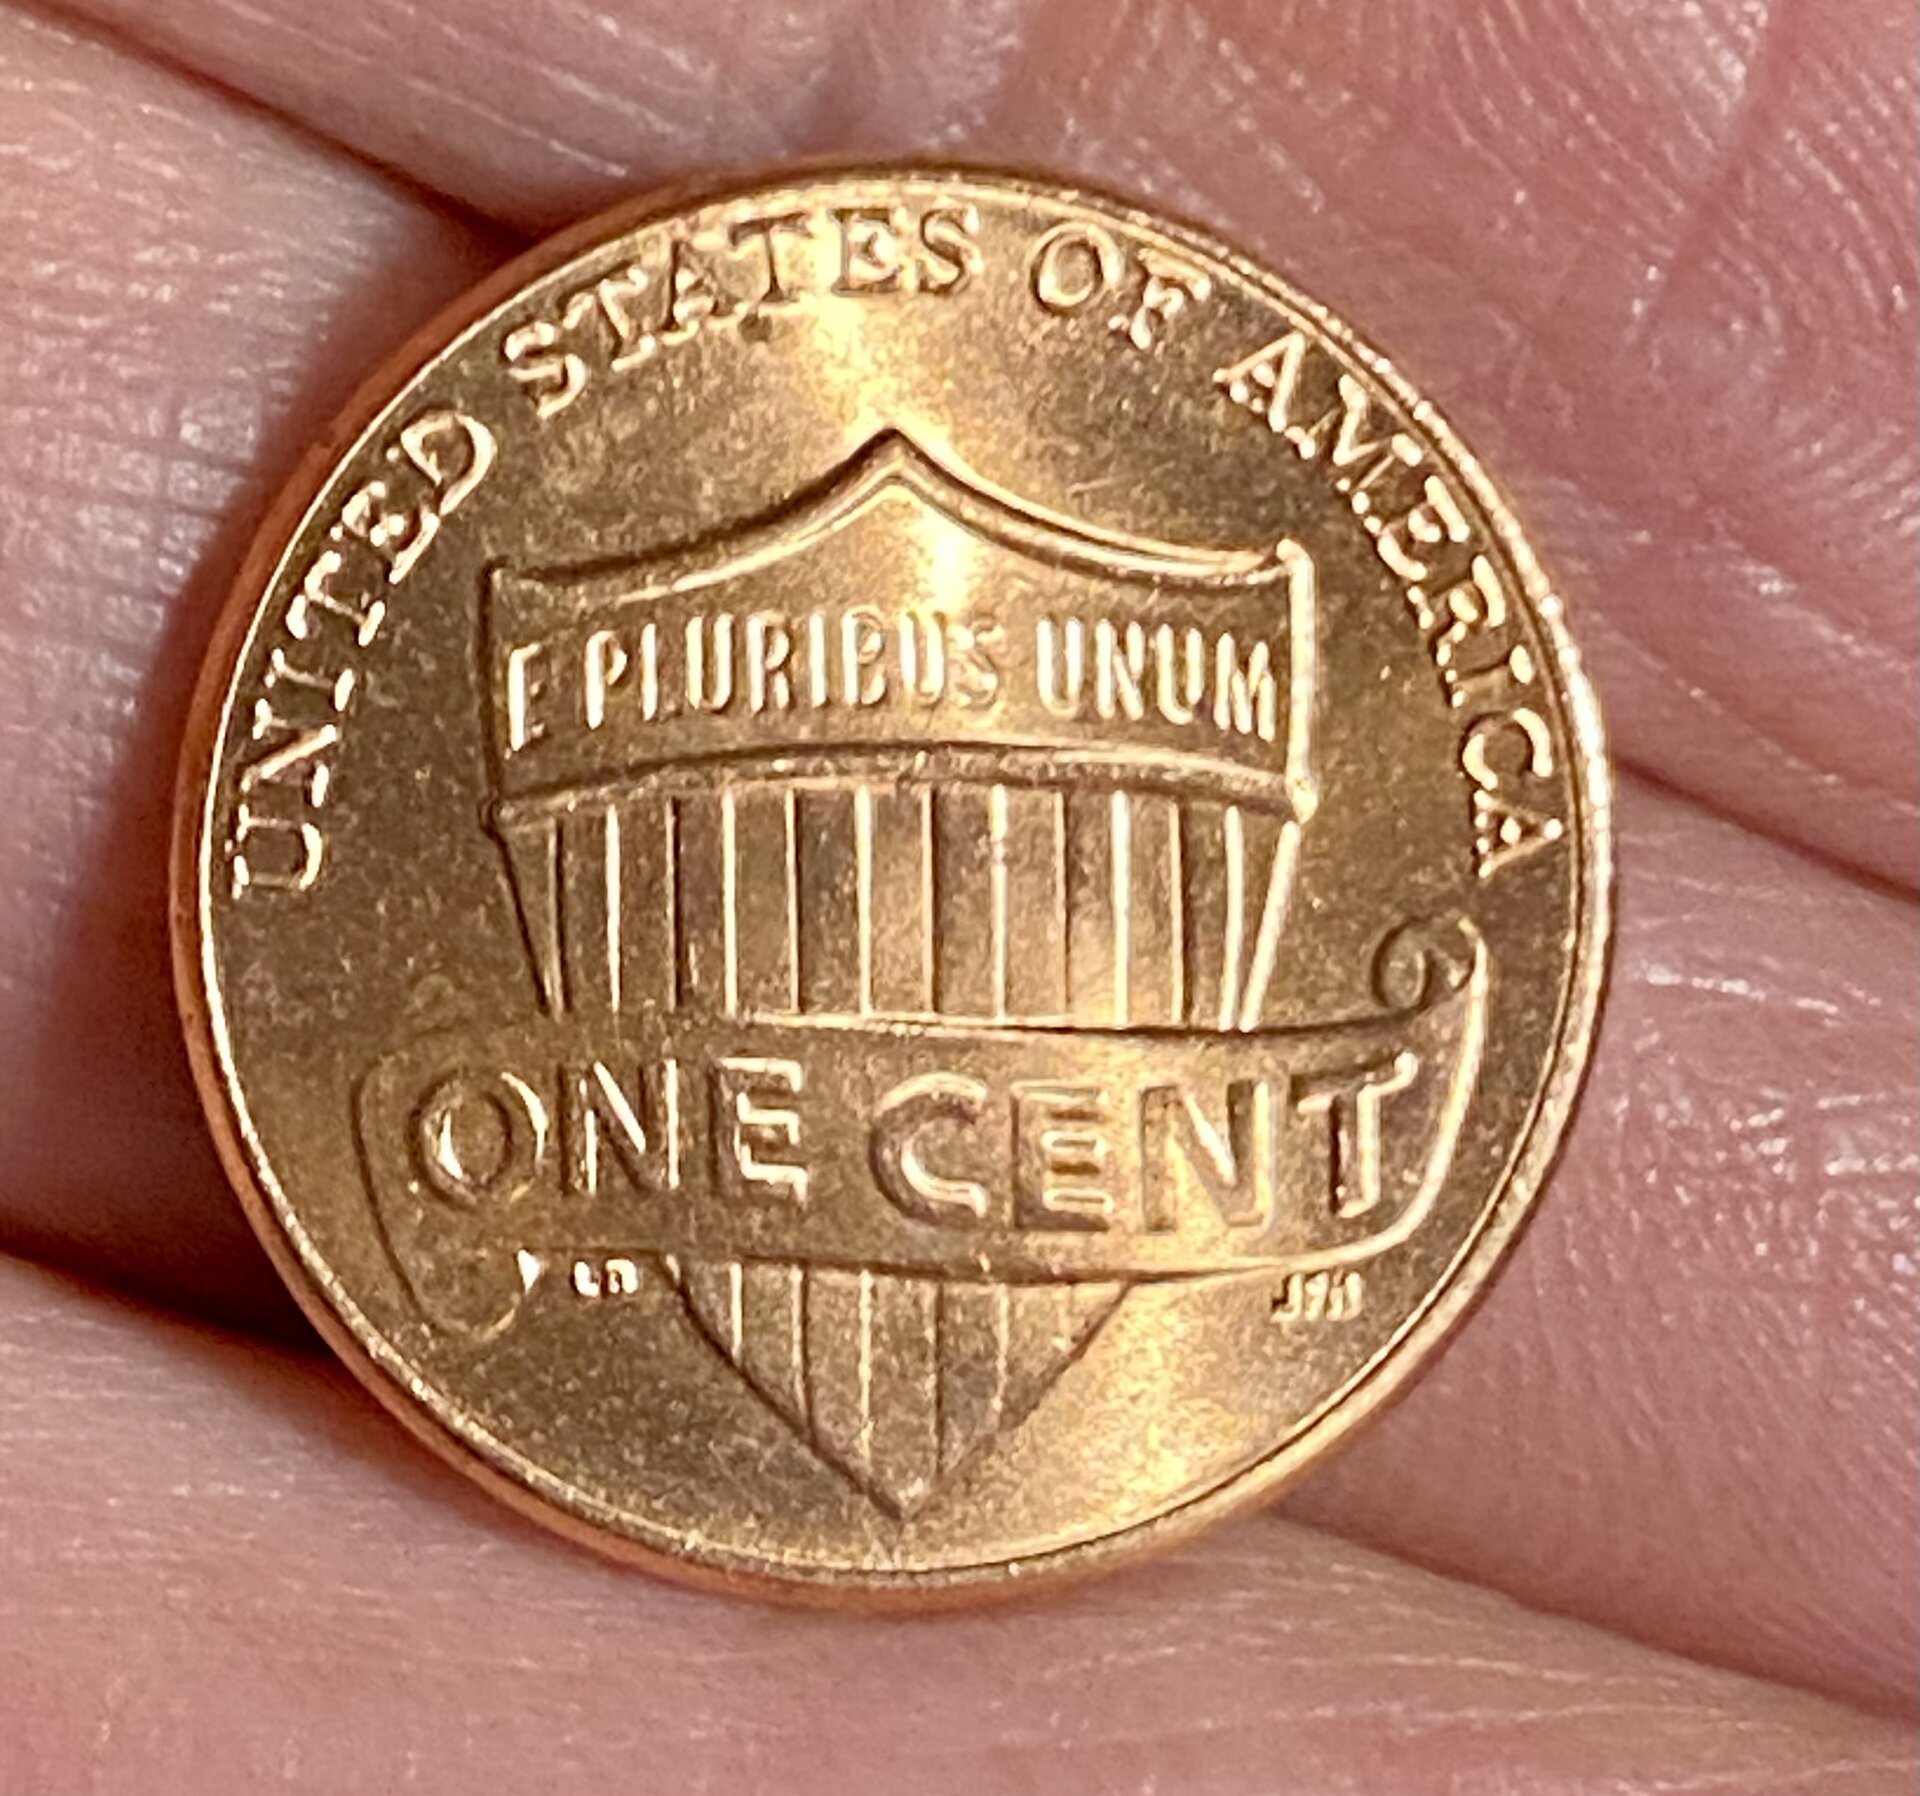 UNITED STATES OF AMERICA
E PLURIBUS UNUM
ONE CENT